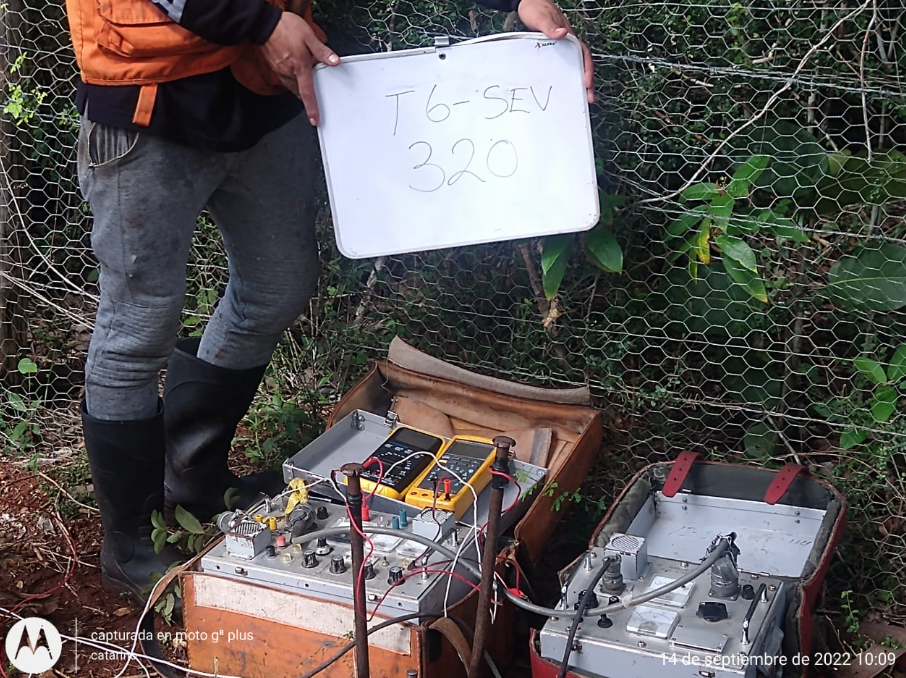 T6-SEV
320
capturada en moto g⁸ plus
catarina
14 de septiembre de 2022 10:09